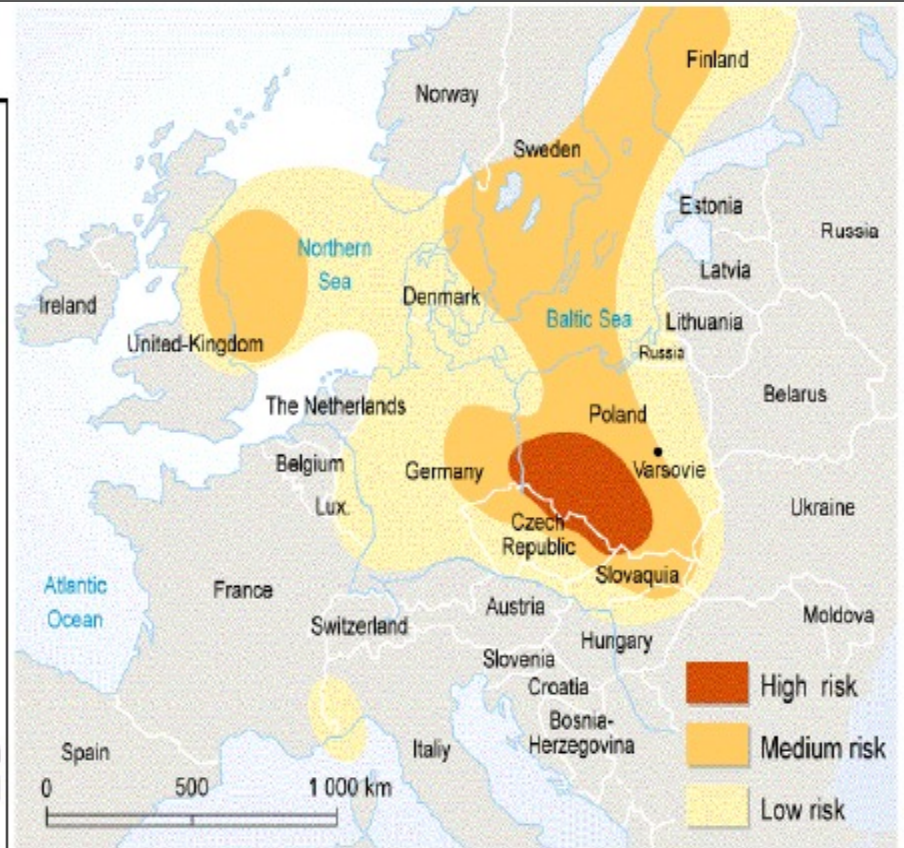 Finland
Norway
Sweden
Estonia
Russia
Northern
Sea
Latvia
Ireland
Denmark
Baltic Sea
Lithuania
United-Kingdom
Russia
Belarus
The Netherlands
Poland
Belgium
Germany
Varsovie
Lux.
Ukraine
Czech
Republic
Slovaquia
Atlantic
Ocean
France
Austria
Moldova
Switzerland
Hungary
Slovenia
Croatia
Bosnia-
Herzegovina
Spain
Italiy
High risk
Medium risk
Low risk
0 500 1 000 km